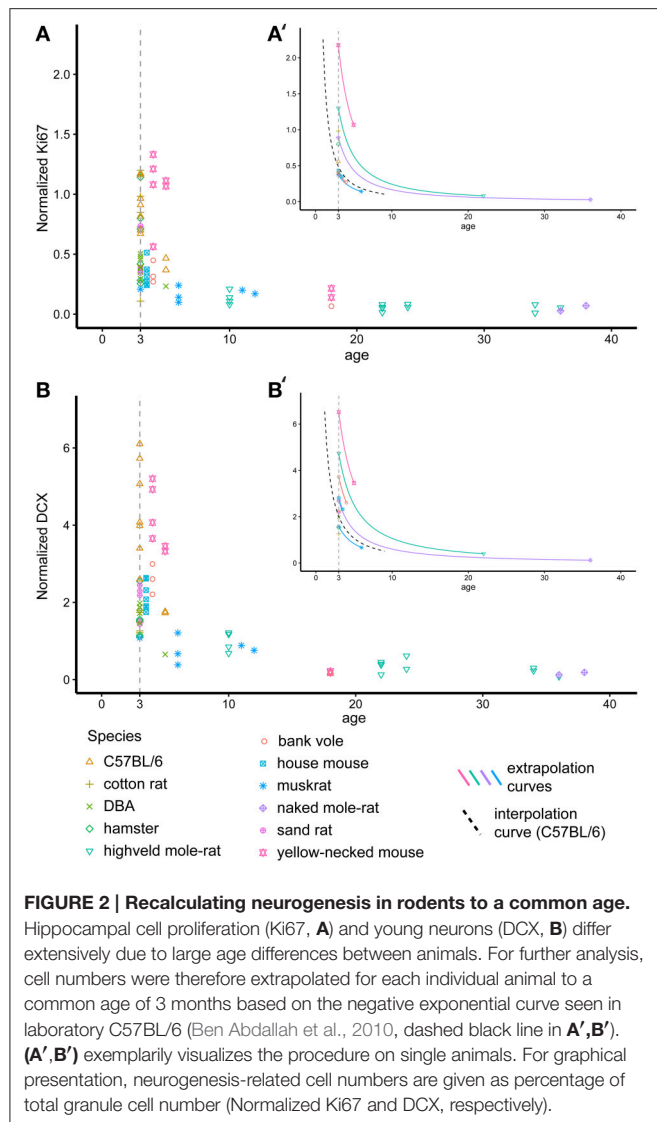 A
A′
2.0
1.5
1.0
0.5
0.0
Normalized Ki67
0
3
10
20
30
40
age
2.0
1.5
1.0
0.5
0.0
0
3
10
20
30
40
age
B
B′
6
4
2
0
Normalized DCX
0
3
10
20
30
40
age
6
4
2
0
0
3
10
20
30
40
age
Species
C57BL/6
cotton rat
DBA
hamster
highveld mole-rat
bank vole
house mouse
muskrat
naked mole-rat
sand rat
yellow-necked mouse
extrapolation
curves
interpolation
curve (C57BL/6)
FIGURE 2 | Recalculating neurogenesis in rodents to a common age.
Hippocampal cell proliferation (Ki67, A) and young neurons (DCX, B) differ
extensively due to large age differences between animals. For further analysis,
cell numbers were therefore extrapolated for each individual animal to a
common age of 3 months based on the negative exponential curve seen in
laboratory C57BL/6 (Ben Abdallah et al., 2010, dashed black line in A′,B′).
(A′,B′) exemplarily visualizes the procedure on single animals. For graphical
presentation, neurogenesis-related cell numbers are given as percentage of
total granule cell number (Normalized Ki67 and DCX, respectively).